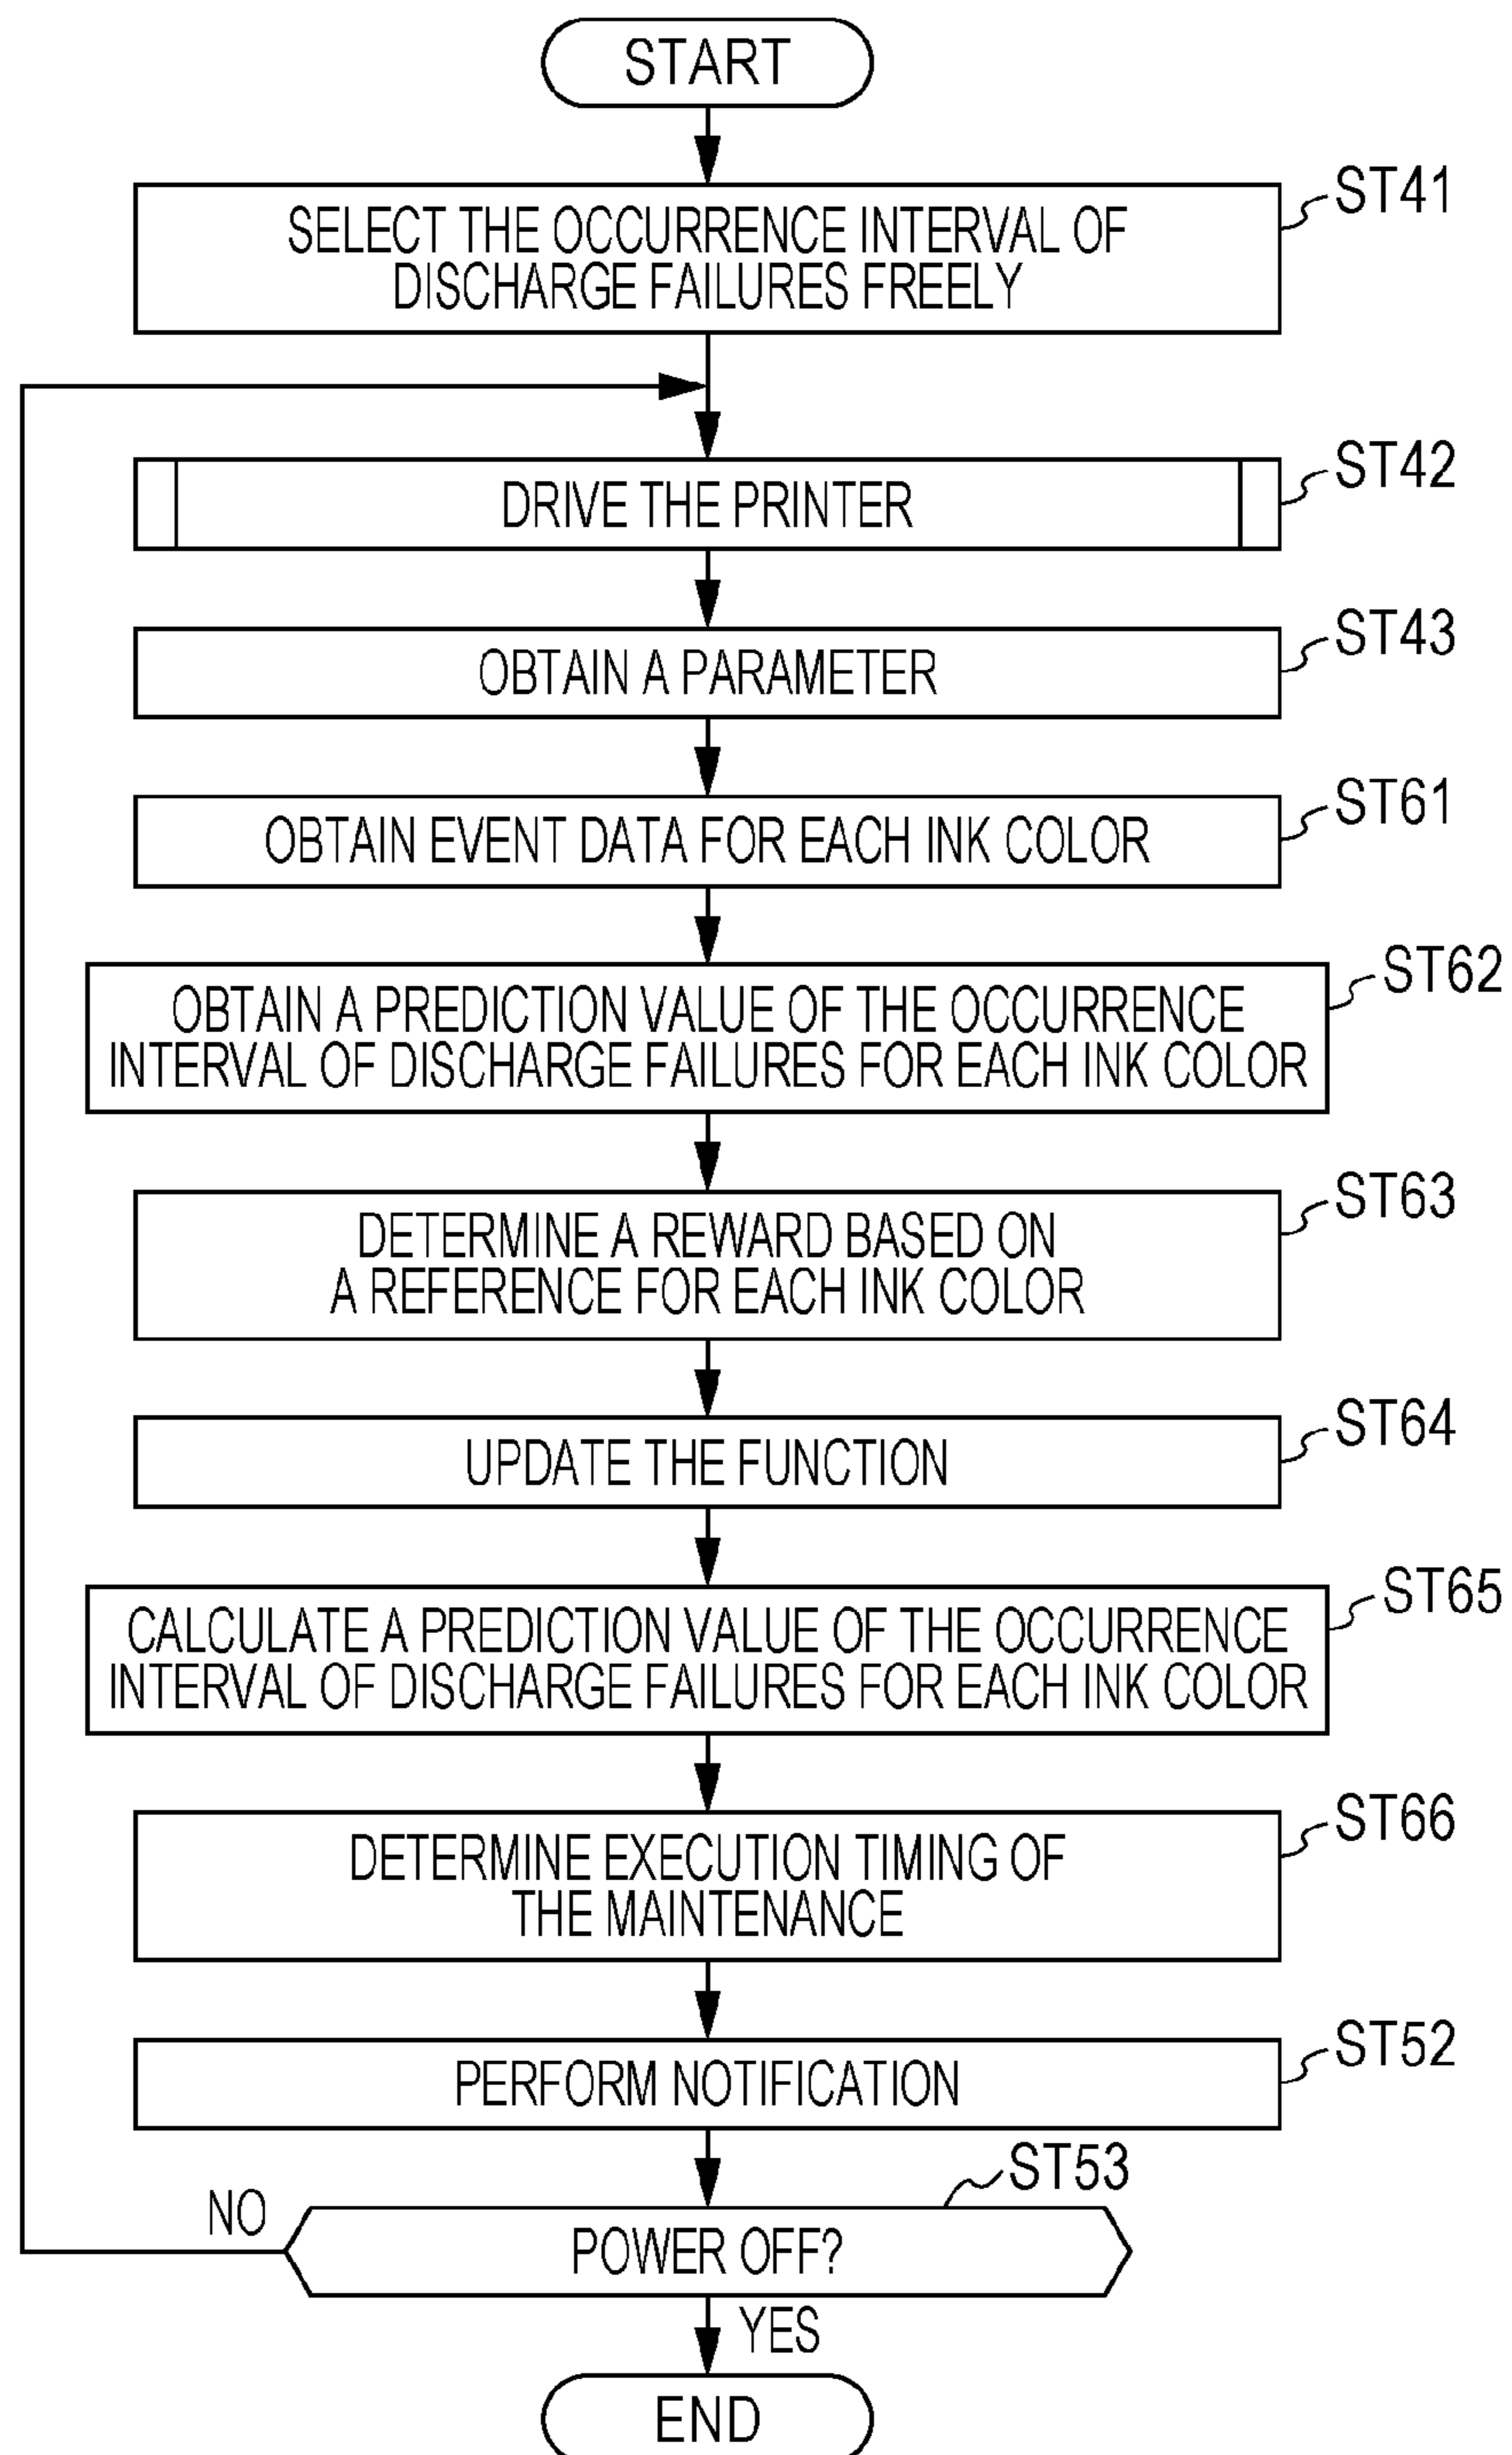 START
ST41
SELECT THE OCCURRENCE INTERVAL OF
DISCHARGE FAILURES FREELY
ST42
DRIVE THE PRINTER
ST43
OBTAIN A PARAMETER
ST61
OBTAIN EVENT DATA FOR EACH INK COLOR
ST62
OBTAIN A PREDICTION VALUE OF THE OCCURRENCE
INTERVAL OF DISCHARGE FAILURES FOR EACH INK COLOR
ST63
DETERMINE A REWARD BASED ON
A REFERENCE FOR EACH INK COLOR
ST64
UPDATE THE FUNCTION
ST65
CALCULATE A PREDICTION VALUE OF THE OCCURRENCE
INTERVAL OF DISCHARGE FAILURES FOR EACH INK COLOR
ST66
DETERMINE EXECUTION TIMING OF
THE MAINTENANCE
ST52
PERFORM NOTIFICATION
ST53
NO
POWER OFF?
YES
END